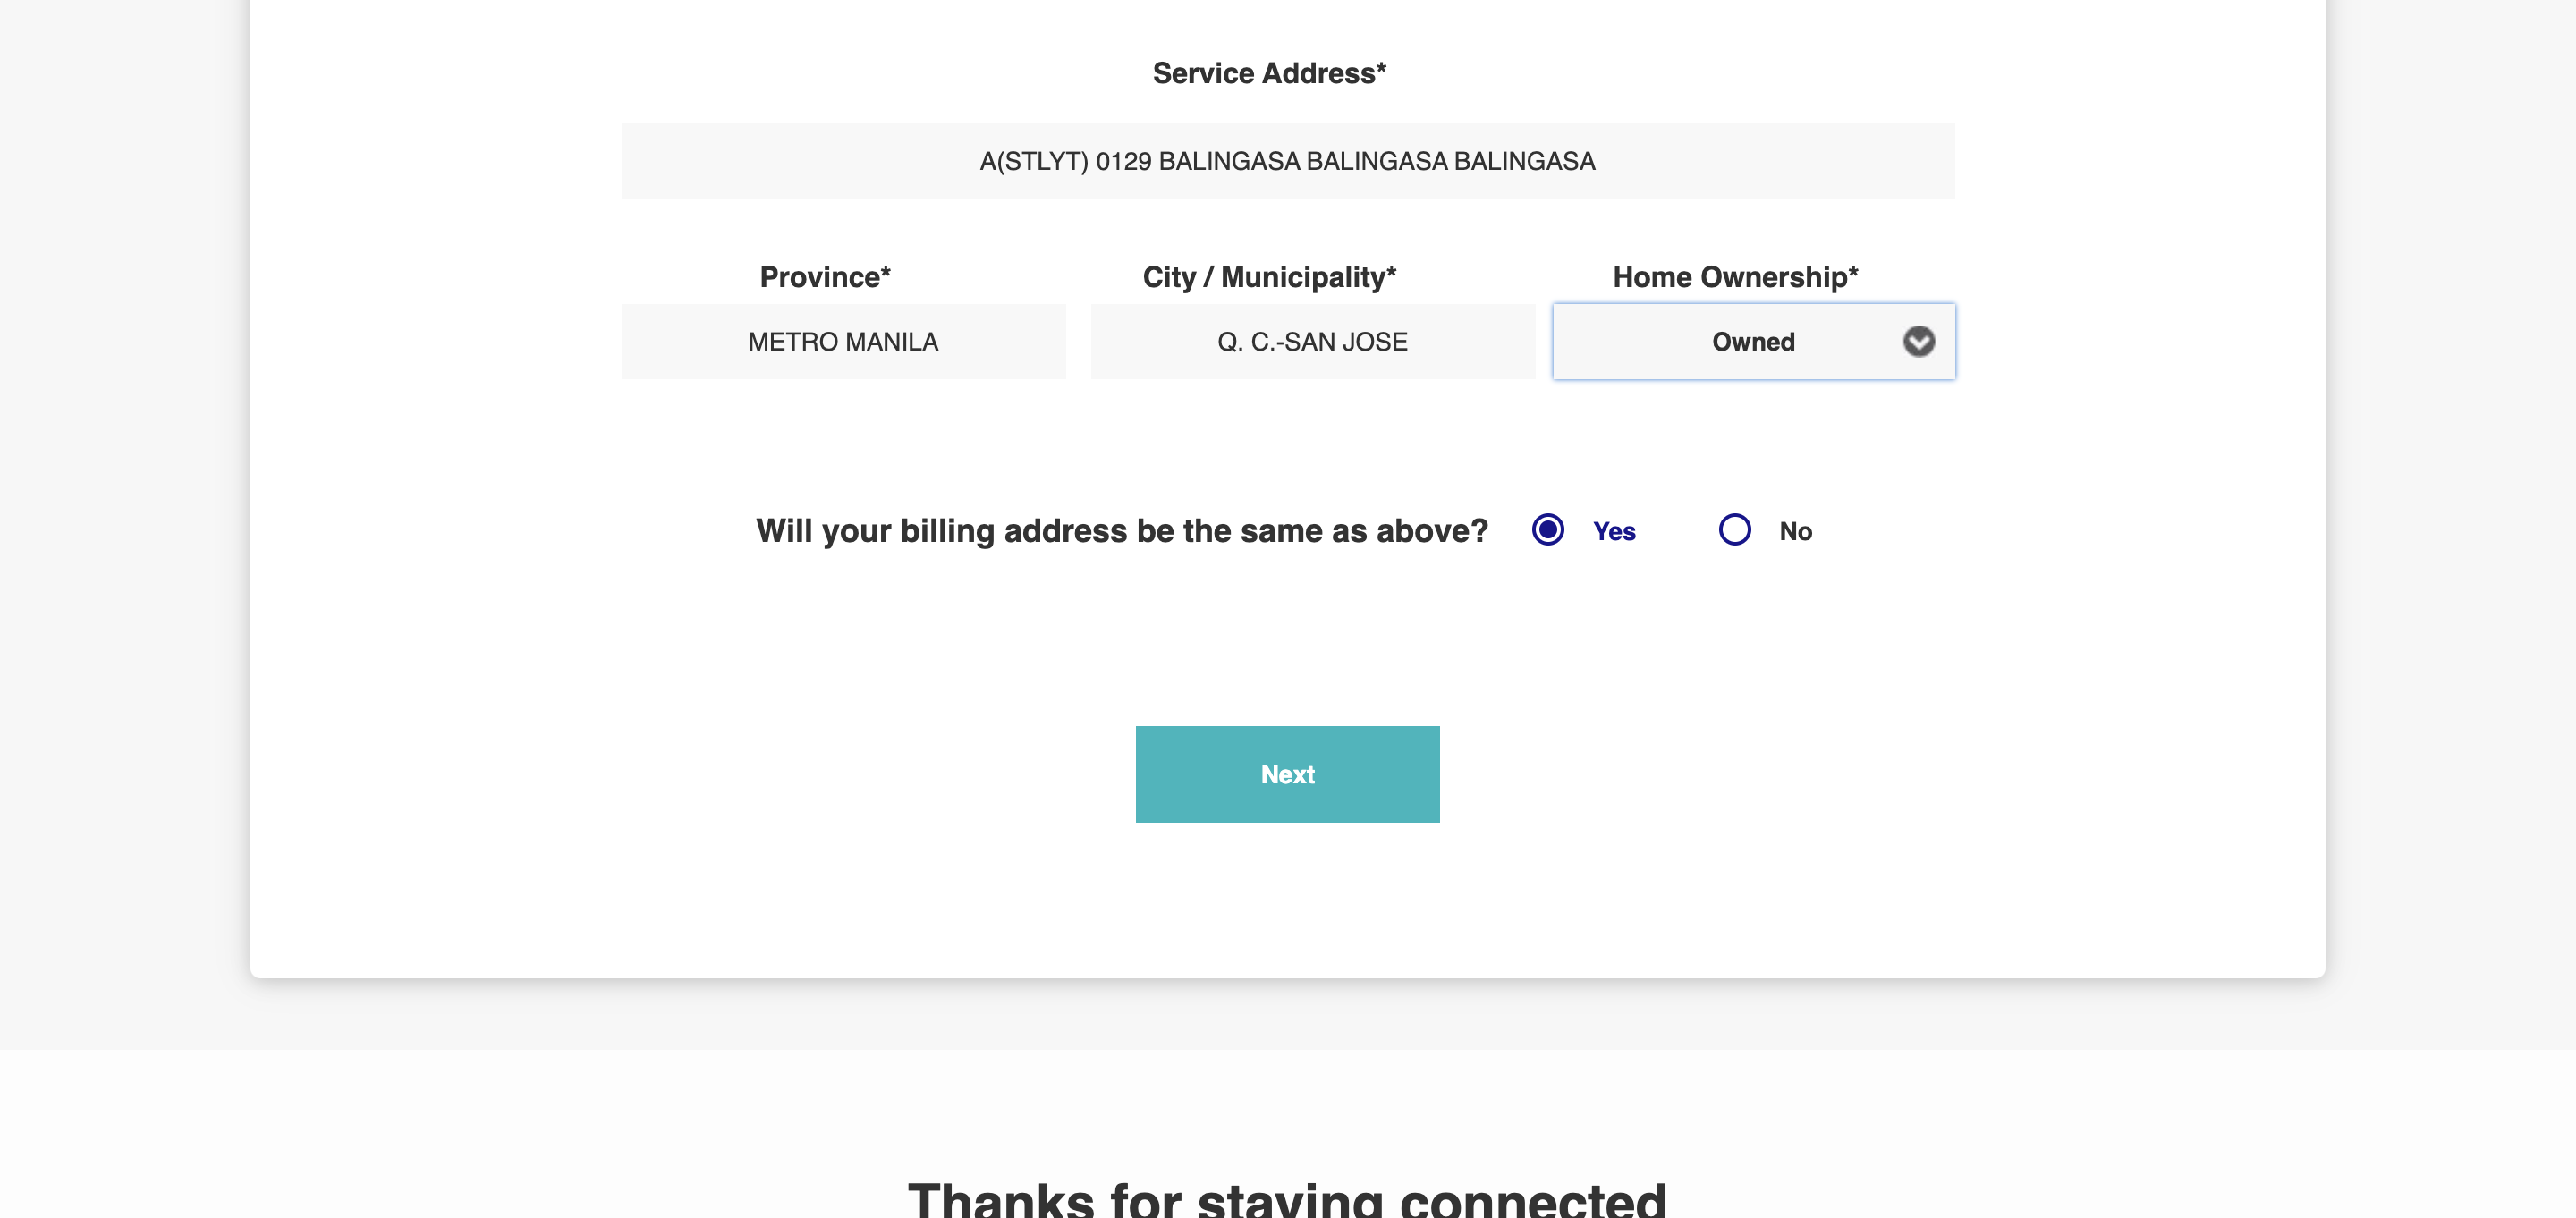 Service Address*
A(STLYT) 0129 BALINGASA BALINGASA BALINGASA
Province* City / Municipality* Home Ownership*
METRO MANILA Q. C.-SAN JOSE Owned
Will your billing address be the same as above? Yes No
Next
Thanks for staying connected